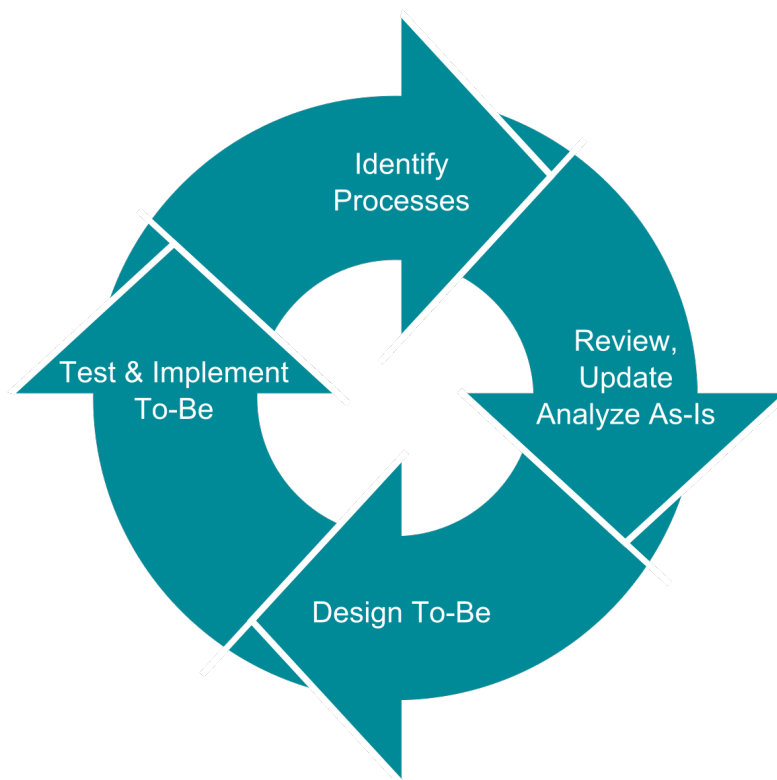 Identify
Processes
Review,
Update
Analyze As-Is
Design To-Be
Test & Implement
To-Be